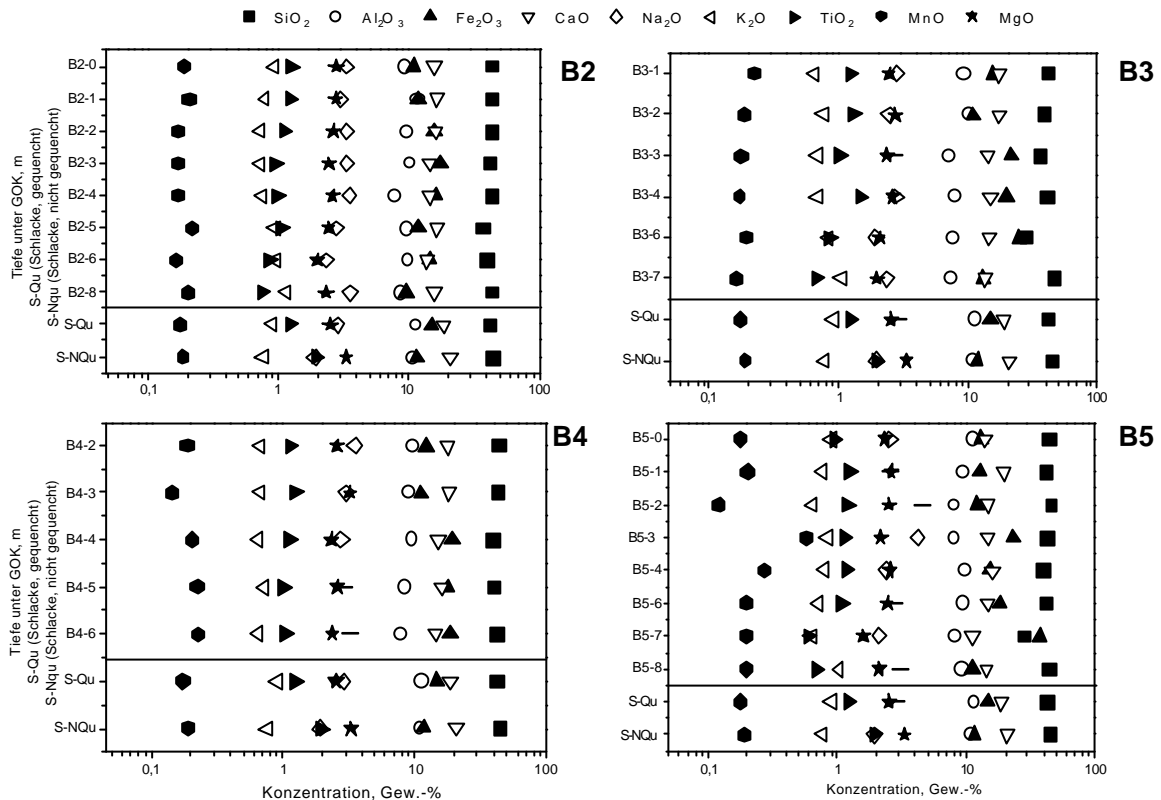 SiO₂ Al₂O₃ Fe₂O₃ CaO Na₂O K₂O TiO₂ MnO MgO
B2
Tiefe unter GOK, m
S-Qu (Schlacke, gequencht)
S-Nqu (Schlacke, nicht gequencht)
B2-0
B2-1
B2-2
B2-3
B2-4
B2-5
B2-6
B2-8
S-Qu
S-NQu
0,1 1 10 100
B3
B3-1
B3-2
B3-3
B3-4
B3-6
B3-7
S-Qu
S-NQu
0,1 1 10 100
B4
Tiefe unter GOK, m
S-Qu (Schlacke, gequencht)
S-Nqu (Schlacke, nicht gequencht)
B4-2
B4-3
B4-4
B4-5
B4-6
S-Qu
S-NQu
0,1 1 10 100
Konzentration, Gew.-%
B5
B5-0
B5-1
B5-2
B5-3
B5-4
B5-6
B5-7
B5-8
S-Qu
S-NQu
0,1 1 10 100
Konzentration, Gew.-%